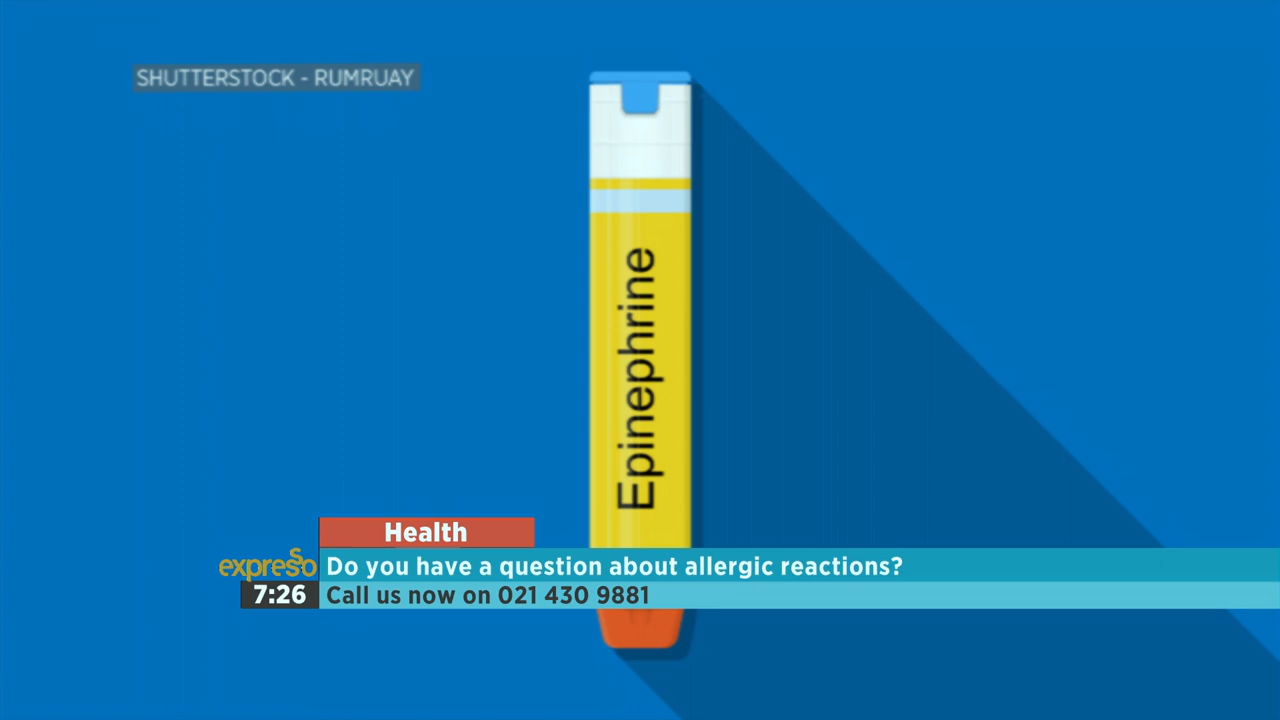 SHUTTERSTOCK - RUMRUAY
Epinephrine
Health
expresso
Do you have a question about allergic reactions?
7:26
Call us now on 021 430 9881